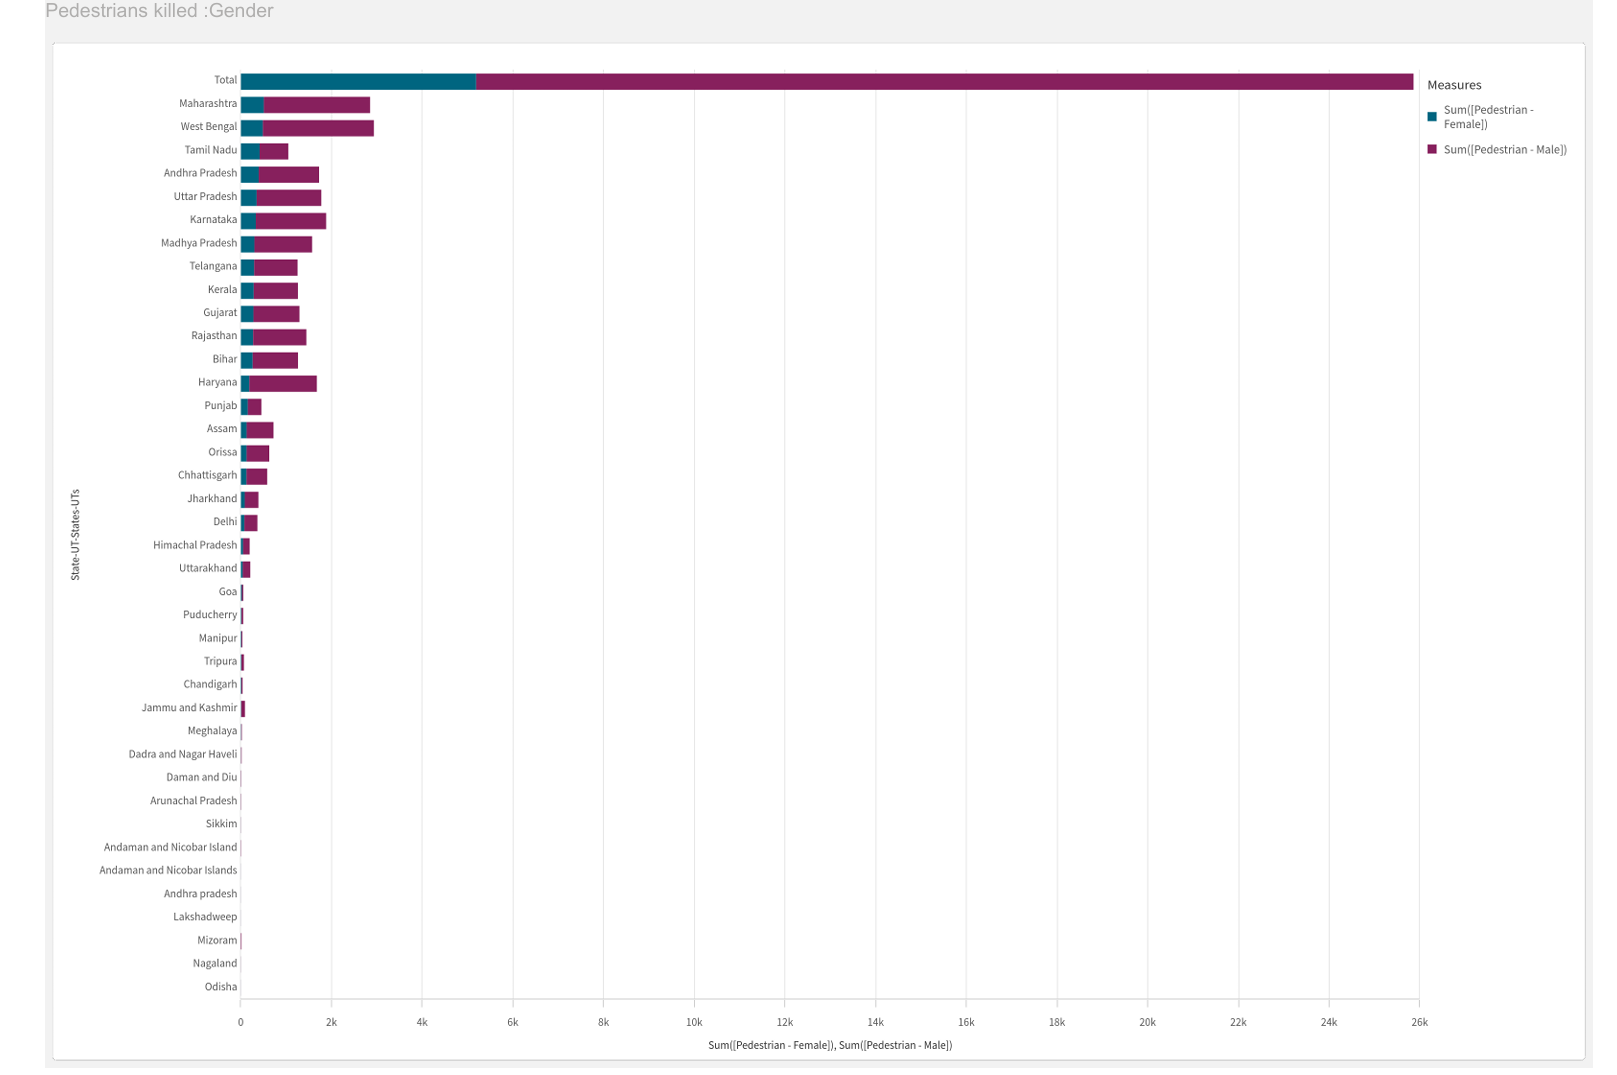 Pedestrians killed :Gender
Total
Maharashtra
West Bengal
Tamil Nadu
Andhra Pradesh
Uttar Pradesh
Karnataka
Madhya Pradesh
Telangana
Kerala
Gujarat
Rajasthan
Bihar
Haryana
Punjab
Assam
Orissa
Chhattisgarh
Jharkhand
Delhi
Himachal Pradesh
Uttarakhand
Goa
Puducherry
Manipur
Tripura
Chandigarh
Jammu and Kashmir
Meghalaya
Dadra and Nagar Haveli
Daman and Diu
Arunachal Pradesh
Sikkim
Andaman and Nicobar Island
Andaman and Nicobar Islands
Andhra pradesh
Lakshadweep
Mizoram
Nagaland
Odisha
State-UT-States-UTs
0 2k 4k 6k 8k 10k 12k 14k 16k 18k 20k 22k 24k 26k
Sum([Pedestrian - Female]), Sum([Pedestrian - Male])
Measures
Sum([Pedestrian -
Female])
Sum([Pedestrian - Male])